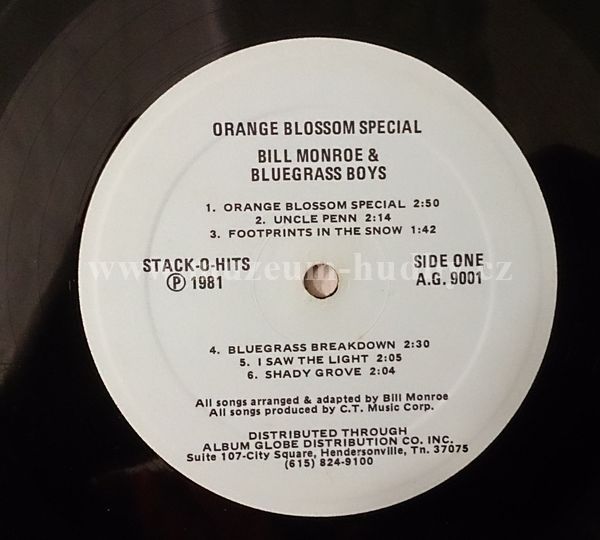 ORANGE BLOSSOM SPECIAL
BILL MONROE &
BLUEGRASS BOYS
1. ORANGE BLOSSOM SPECIAL 2:50
2. UNCLE PENN 2:14
3. FOOTPRINTS IN THE SNOW 1:42
STACK-O-HITS
Ⓟ 1981
SIDE ONE
A.G. 9001
4. BLUEGRASS BREAKDOWN 2:30
5. I SAW THE LIGHT 2:05
6. SHADY GROVE 2:04
All songs arranged & adapted by Bill Monroe
All songs produced by C.T. Music Corp.
DISTRIBUTED THROUGH
ALBUM GLOBE DISTRIBUTION CO. INC.
Suite 107-City Square, Hendersonville, Tn. 37075
(615) 824-9100